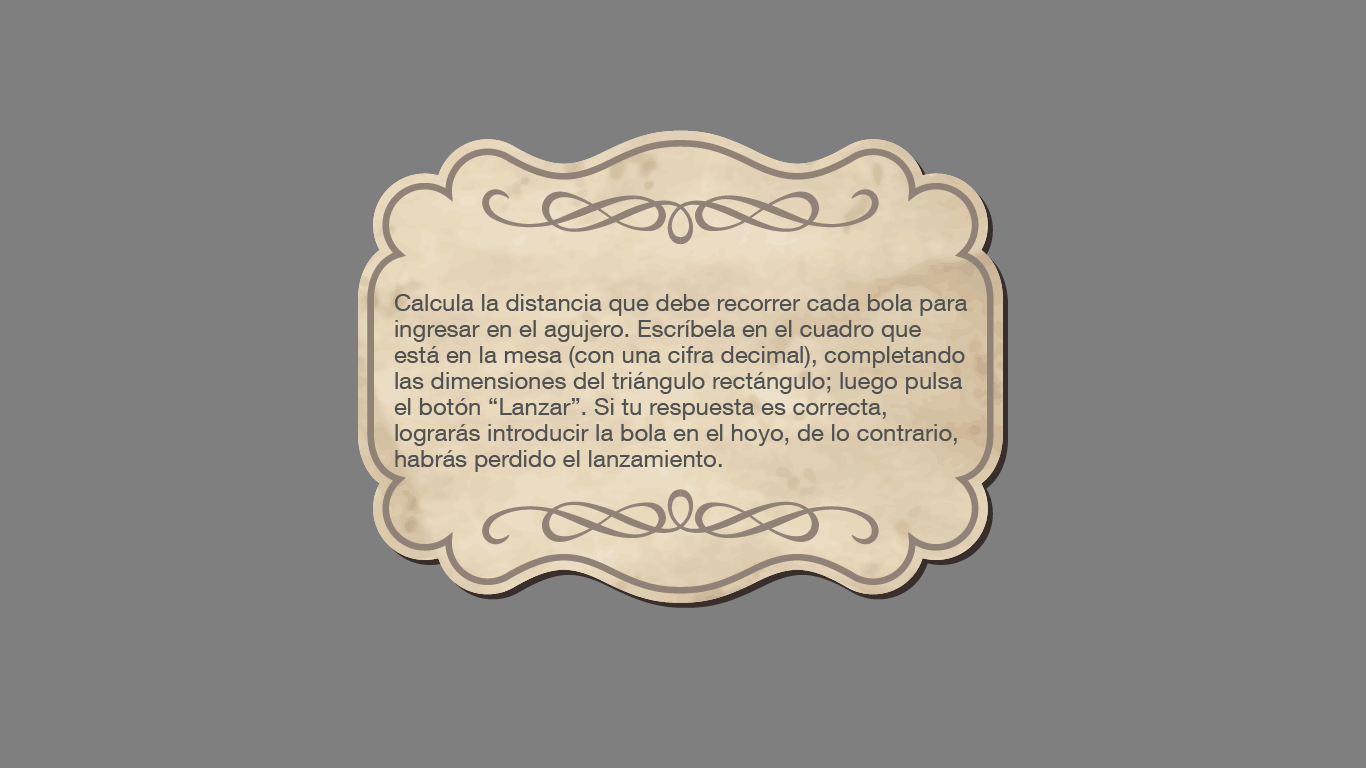 Calcula la distancia que debe recorrer cada bola para
ingresar en el agujero. Escríbela en el cuadro que
está en la mesa (con una cifra decimal), completando
las dimensiones del triángulo rectángulo; luego pulsa
el botón “Lanzar”. Si tu respuesta es correcta,
lograrás introducir la bola en el hoyo, de lo contrario,
habrás perdido el lanzamiento.